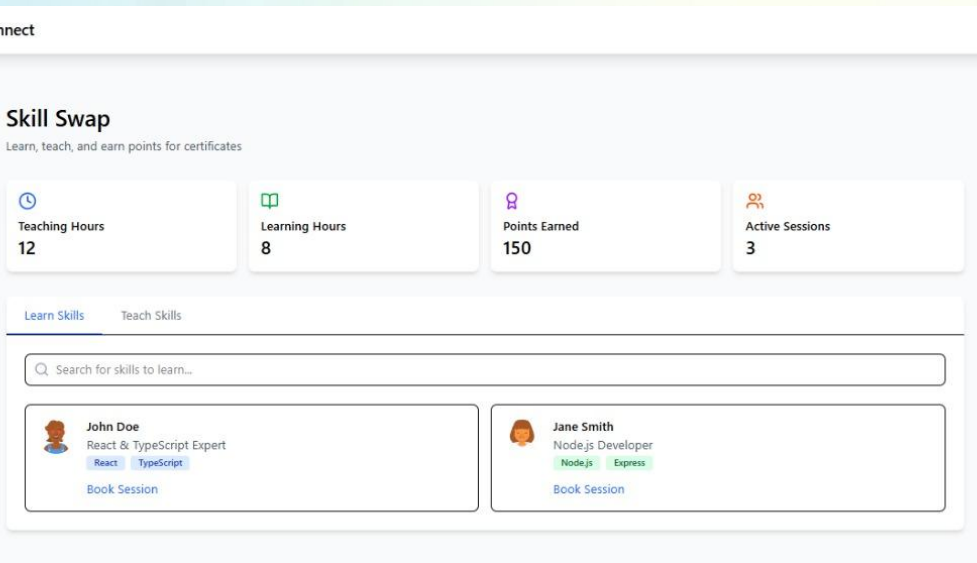 nnect
Skill Swap
Learn, teach, and earn points for certificates
Teaching Hours
12
Learning Hours
8
Points Earned
150
Active Sessions
3
Learn Skills
Teach Skills
Search for skills to learn...
John Doe
React & TypeScript Expert
React TypeScript
Book Session
Jane Smith
Node.js Developer
Node.js Express
Book Session